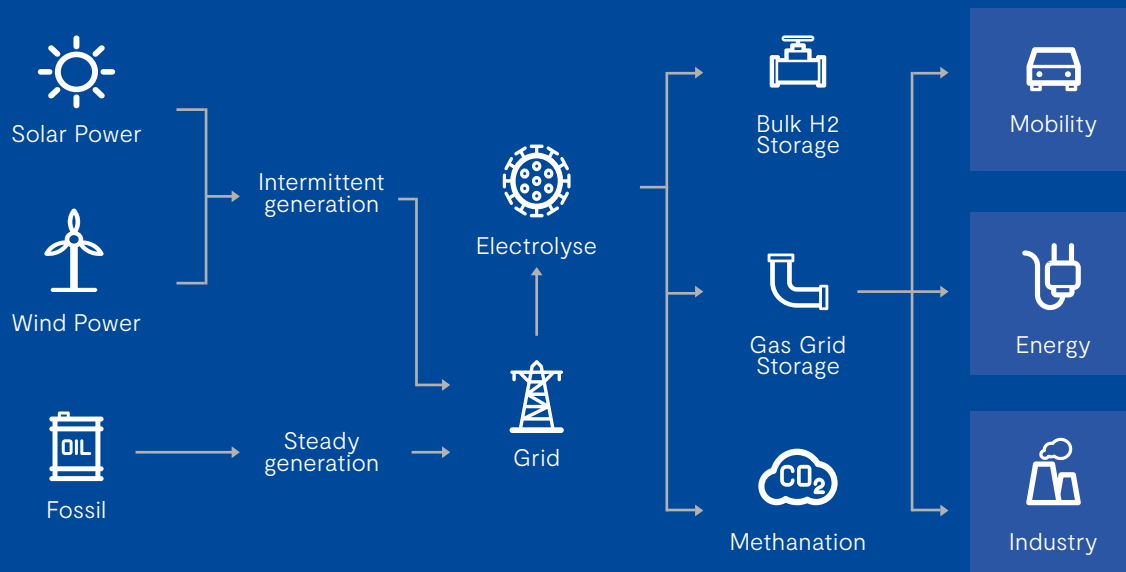 Solar Power
Wind Power
OIL
Fossil
Intermittent
generation
Steady
generation
Electrolyse
Grid
Bulk H2
Storage
Gas Grid
Storage
CO₂
Methanation
Mobility
Energy
Industry